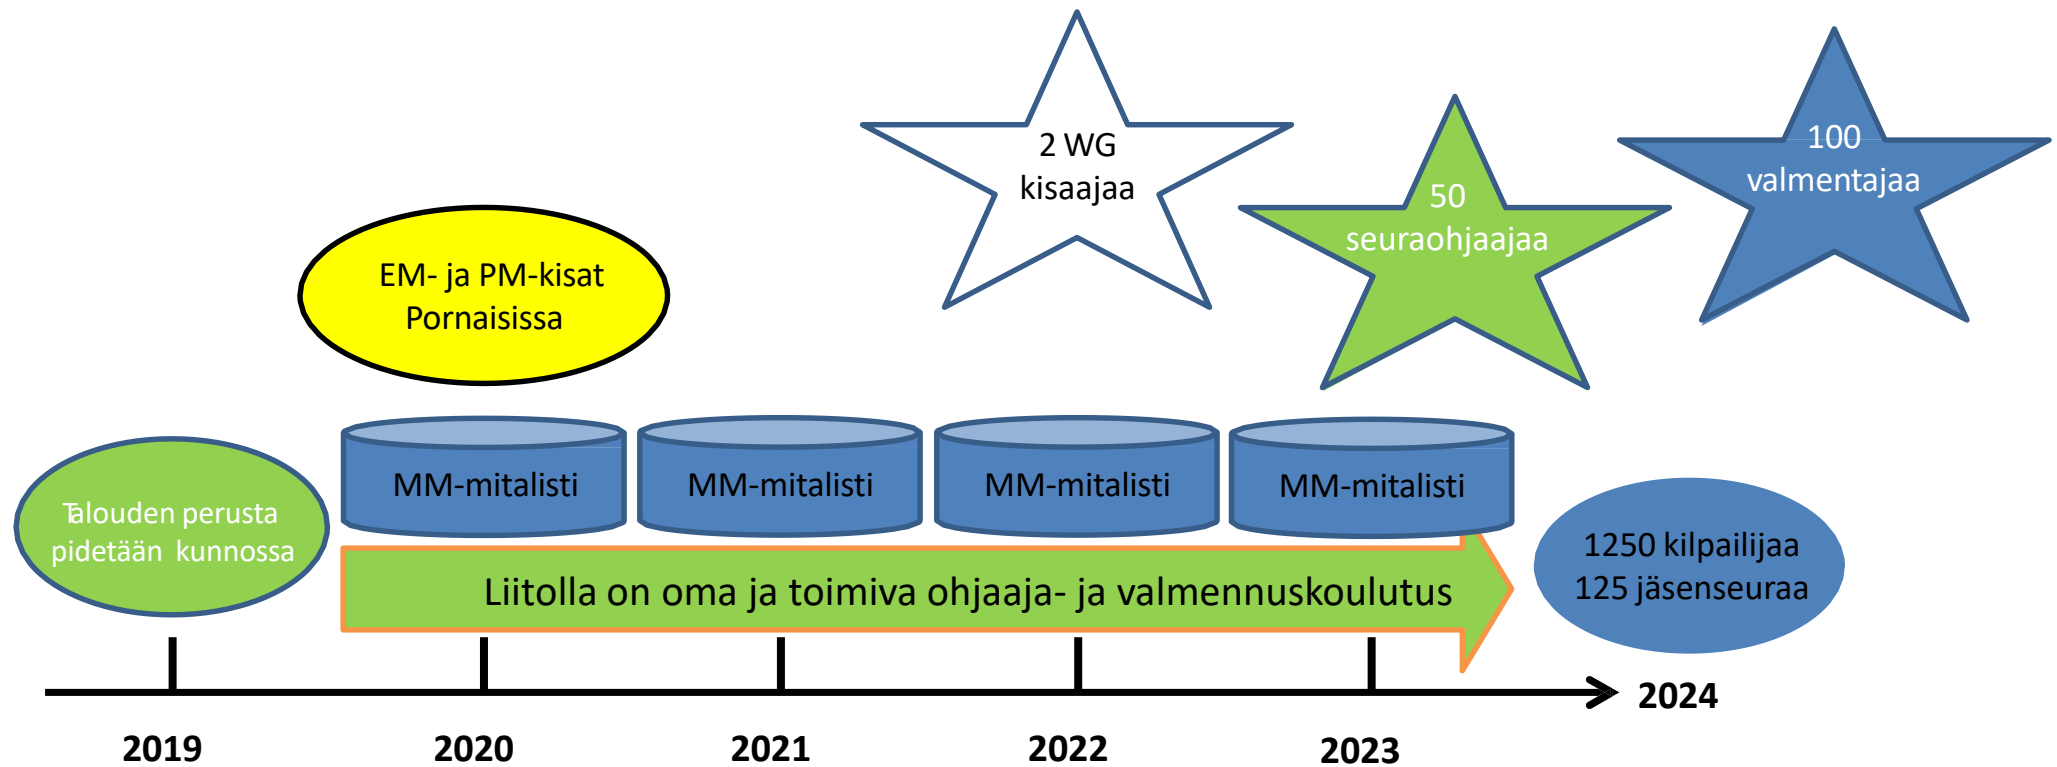 2 WG
kisaajaa
50
seuraohjaajaa
100
valmentajaa
EM- ja PM-kisat
Pornaisissa
Talouden perusta
pidetään kunnossa
MM-mitalisti
MM-mitalisti
MM-mitalisti
MM-mitalisti
1250 kilpailijaa
125 jäsenseuraa
Liitolla on oma ja toimiva ohjaaja- ja valmennuskoulutus
2019
2020
2021
2022
2023
2024